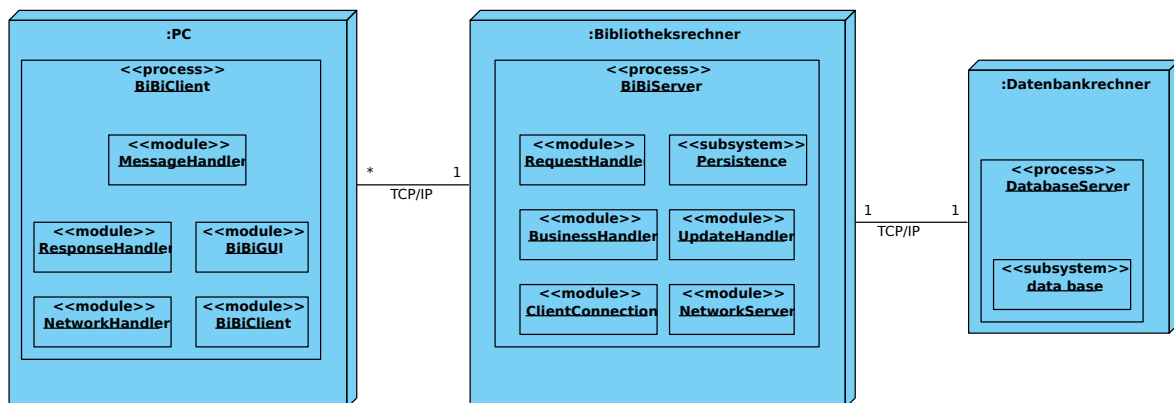 :PC
<<process>>
BiBiClient
<<module>>
MessageHandler
<<module>>
ResponseHandler
<<module>>
BiBiGUI
<<module>>
NetworkHandler
<<module>>
BiBiClient
*
1
TCP/IP
:Bibliotheksrechner
<<process>>
BiBiServer
<<module>>
RequestHandler
<<subsystem>>
Persistence
<<module>>
BusinessHandler
<<module>>
UpdateHandler
<<module>>
ClientConnection
<<module>>
NetworkServer
1
1
TCP/IP
:Datenbankrechner
<<process>>
DatabaseServer
<<subsystem>>
data base